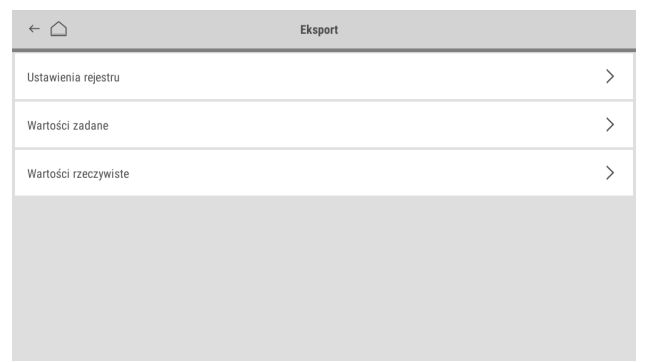 Eksport
Ustawienia rejestru
Wartości zadane
Wartości rzeczywiste